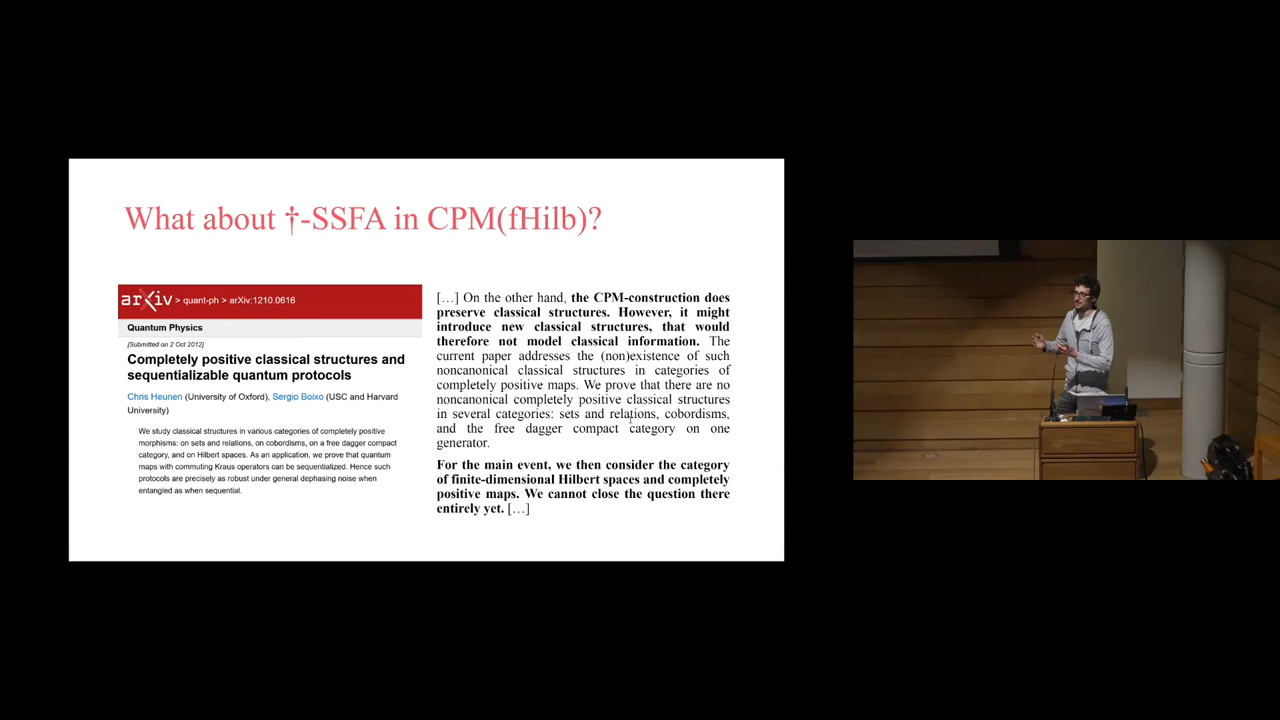 What about †-SSFA in CPM(fHilb)?
arXiv > quant-ph > arXiv:1210.0616
Quantum Physics
[Submitted on 2 Oct 2012]
Completely positive classical structures and
sequentializable quantum protocols
Chris Heunen (University of Oxford), Sergio Boixo (USC and Harvard
University)
We study classical structures in various categories of completely positive
morphisms: on sets and relations, on cobordisms, on a free dagger compact
category, and on Hilbert spaces. As an application, we prove that quantum
maps with commuting Kraus operators can be sequentialized. Hence such
protocols are precisely as robust under general dephasing noise when
entangled as when sequential.
[…] On the other hand, the CPM-construction does
preserve classical structures. However, it might
introduce new classical structures, that would
therefore not model classical information. The
current paper addresses the (non)existence of such
noncanonical classical structures in categories of
completely positive maps. We prove that there are no
noncanonical completely positive classical structures
in several categories: sets and relations, cobordisms,
and the free dagger compact category on one
generator.
For the main event, we then consider the category
of finite-dimensional Hilbert spaces and completely
positive maps. We cannot close the question there
entirely yet. […]